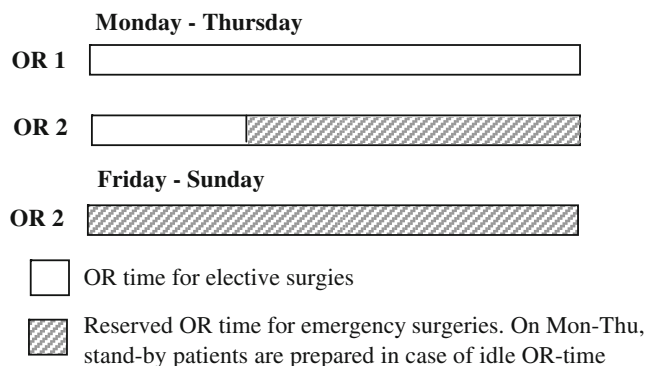 Monday - Thursday
OR 1
OR 2
Friday - Sunday
OR 2
OR time for elective surgies
Reserved OR time for emergency surgeries. On Mon-Thu,
stand-by patients are prepared in case of idle OR-time